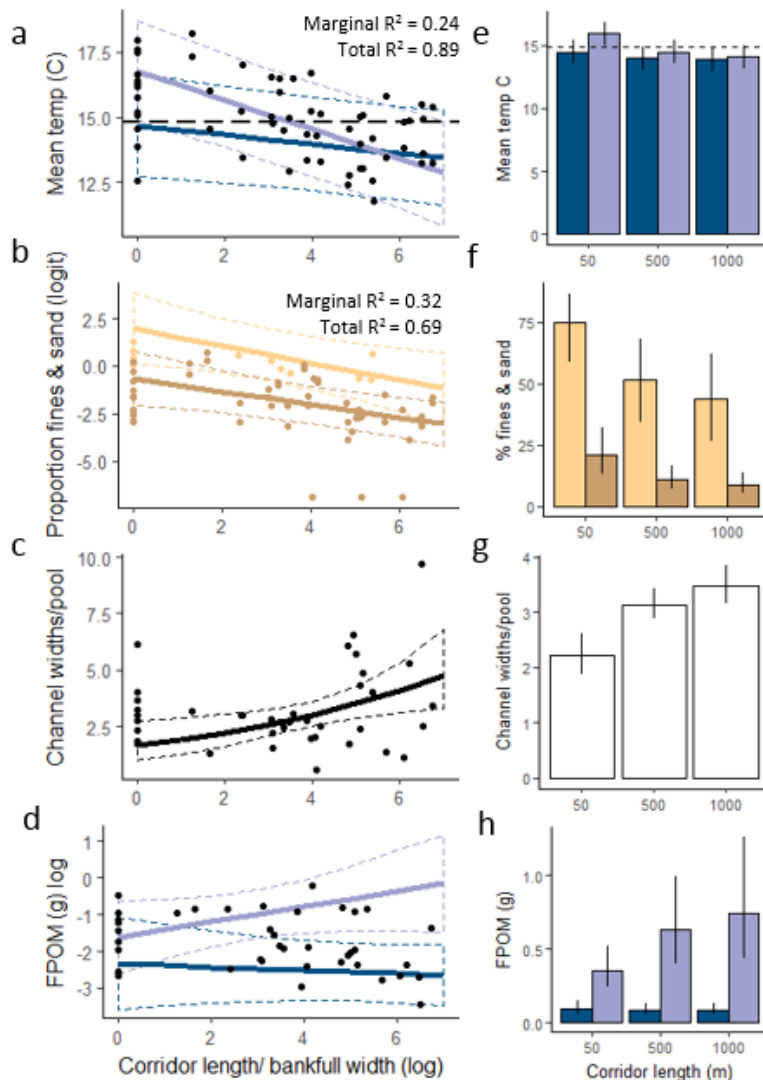 a
Marginal R² = 0.24
Total R² = 0.89
Mean temp (C)
17.5
15.0
12.5
0
2
4
6
b
Marginal R² = 0.32
Total R² = 0.69
Proportion fines & sand (logit)
2.5
0.0
-2.5
-5.0
0
2
4
6
c
Channel widths/pool
10.0
7.5
5.0
2.5
0
2
4
6
d
FPOM (g) log
1
0
-1
-2
-3
0
2
4
6
Corridor length/ bankfull width (log)
e
Mean temp C
15
10
5
0
50
500
1000
f
% fines & sand
75
50
25
0
50
500
1000
g
Channel widths/pool
4
3
2
1
0
50
500
1000
h
FPOM (g)
1.0
0.5
0.0
50
500
1000
Corridor length (m)